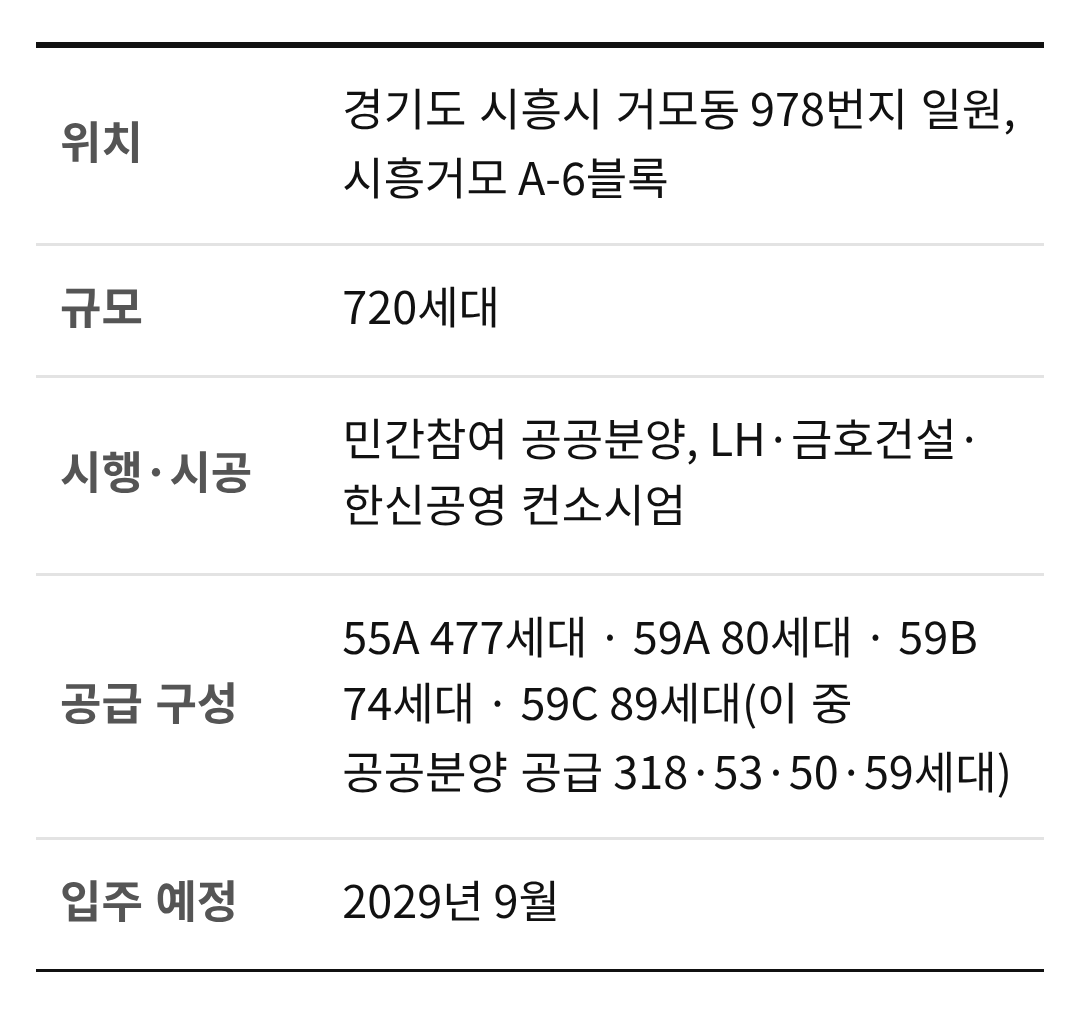 위치
경기도 시흥시 거모동 978번지 일원,
시흥거모 A-6블록
규모
720세대
시행·시공
민간참여 공공분양, LH·금호건설·
한신공영 컨소시엄
공급 구성
55A 477세대 · 59A 80세대 · 59B
74세대 · 59C 89세대(이 중
공공분양 공급 318·53·50·59세대)
입주 예정
2029년 9월